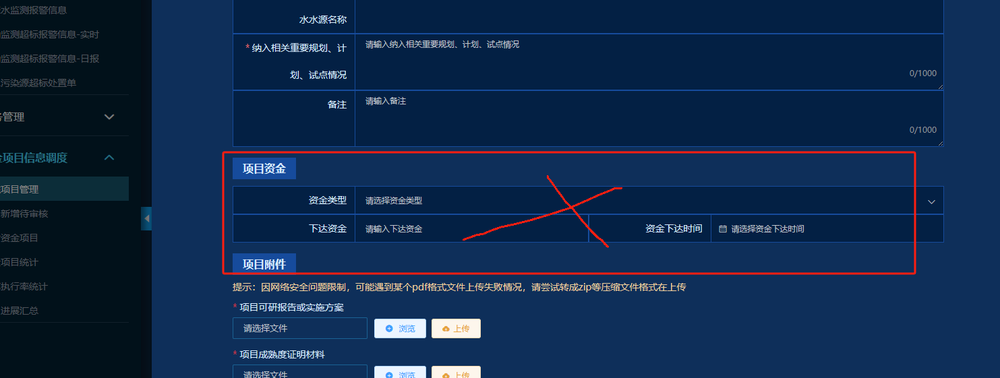 水监测报警信息
监测超标报警信息-实时
监测超标报警信息-日报
污染源超标处置单
管理
项目信息调度
项目管理
新增待审核
资金项目
项目统计
执行率统计
进展汇总
水水源名称
* 纳入相关重要规划、计
划、试点情况
请输入纳入相关重要规划、计划、试点情况
0/1000
备注
请输入备注
0/1000
项目资金
资金类型 请选择资金类型
下达资金 请输入下达资金 资金下达时间 请选择资金下达时间
项目附件
提示：因网络安全问题限制，可能遇到某个pdf格式文件上传失败情况，请尝试转成zip等压缩文件格式在上传
* 项目可研报告或实施方案
请选择文件 浏览 上传
* 项目成熟度证明材料
请选择文件 浏览 上传